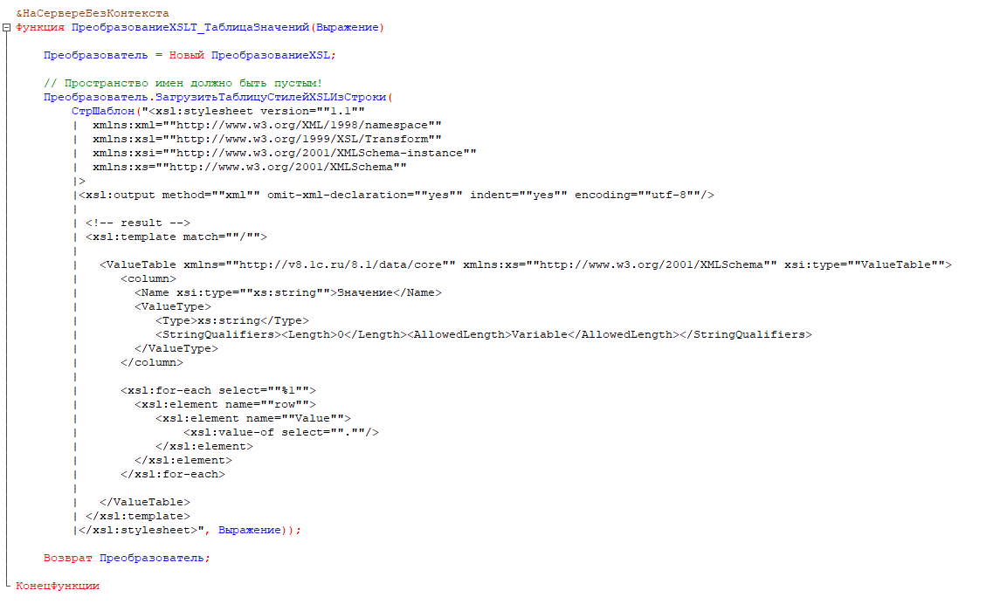 &НаСервереБезКонтекста
Функция ПреобразованиеXSLT_ТаблицаЗначений(Выражение)

    Преобразователь = Новый ПреобразованиеXSL;

    // Пространство имен должно быть пустым!
    Преобразователь.ЗагрузитьТаблицуСтилейXSLИзСтроки(
        СтрШаблон("<xsl:stylesheet version=""1.1""
        |  xmlns:xml=""http://www.w3.org/XML/1998/namespace""
        |  xmlns:xsl=""http://www.w3.org/1999/XSL/Transform""
        |  xmlns:xsi=""http://www.w3.org/2001/XMLSchema-instance""
        |  xmlns:xs=""http://www.w3.org/2001/XMLSchema""
        |>
        |<xsl:output method=""xml"" omit-xml-declaration=""yes"" indent=""yes"" encoding=""utf-8""/>
        |
        | <!-- result -->
        | <xsl:template match=""/"">
        |
        |   <ValueTable xmlns=""http://v8.1c.ru/8.1/data/core"" xmlns:xs=""http://www.w3.org/2001/XMLSchema"" xsi:type=""ValueTable"">
        |      <column>
        |        <Name xsi:type=""xs:string"">Значение</Name>
        |        <ValueType>
        |           <Type>xs:string</Type>
        |           <StringQualifiers><Length>0</Length><AllowedLength>Variable</AllowedLength></StringQualifiers>
        |        </ValueType>
        |      </column>
        |
        |      <xsl:for-each select=""%1"">
        |        <xsl:element name=""row"">
        |           <xsl:element name=""Value"">
        |               <xsl:value-of select="".""/>
        |           </xsl:element>
        |        </xsl:element>
        |      </xsl:for-each>
        |
        |   </ValueTable>
        | </xsl:template>
        |</xsl:stylesheet>", Выражение));

    Возврат Преобразователь;

КонецФункции